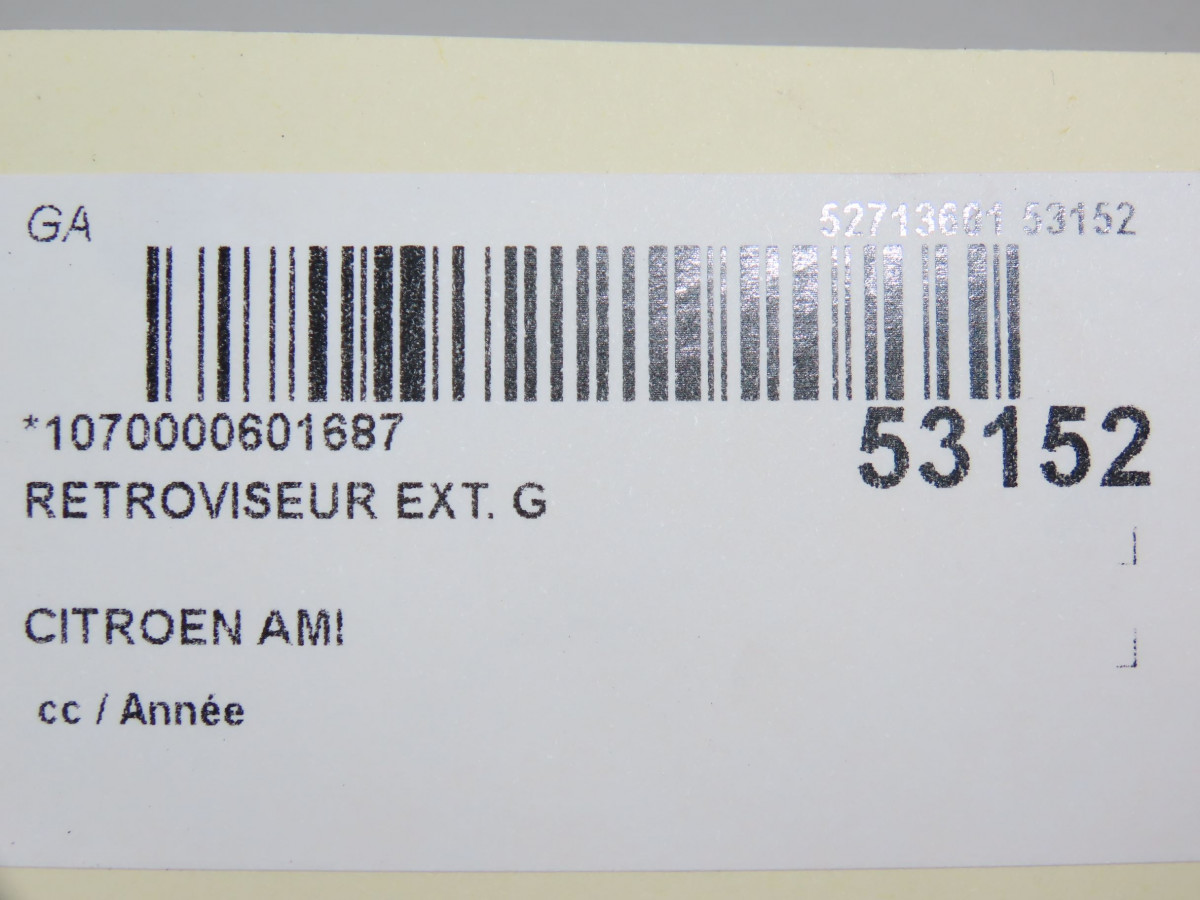 GA
52713601 53152
*1070000601687
53152
RETROVISEUR EXT. G
CITROEN AMI
cc / Année